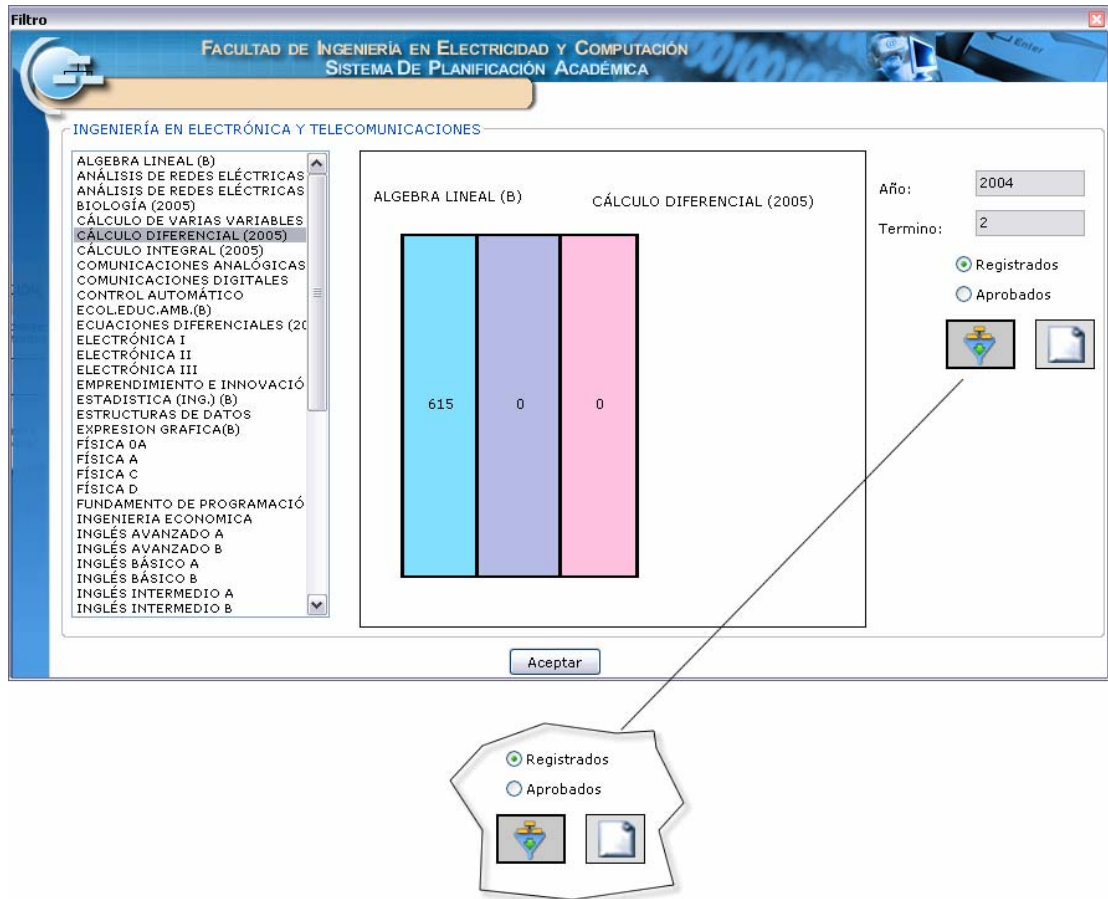 Filtro
FACULTAD DE INGENIERÍA EN ELECTRICIDAD Y COMPUTACIÓN
SISTEMA DE PLANIFICACIÓN ACADÉMICA
Enter
INGENIERÍA EN ELECTRÓNICA Y TELECOMUNICACIONES
ALGEBRA LINEAL (B)
ANÁLISIS DE REDES ELÉCTRICAS
ANÁLISIS DE REDES ELÉCTRICAS
BIOLOGÍA (2005)
CÁLCULO DE VARIAS VARIABLES
CÁLCULO DIFERENCIAL (2005)
CÁLCULO INTEGRAL (2005)
COMUNICACIONES ANALÓGICAS
COMUNICACIONES DIGITALES
CONTROL AUTOMÁTICO
ECOL.EDUC.AMB.(B)
ECUACIONES DIFERENCIALES (20
ELECTRÓNICA I
ELECTRÓNICA II
ELECTRÓNICA III
EMPRENDIMIENTO E INNOVACIÓ
ESTADISTICA (ING.) (B)
ESTRUCTURAS DE DATOS
EXPRESION GRAFICA(B)
FÍSICA 0A
FÍSICA A
FÍSICA C
FÍSICA D
FUNDAMENTO DE PROGRAMACIÓ
INGENIERIA ECONOMICA
INGLÉS AVANZADO A
INGLÉS AVANZADO B
INGLÉS BÁSICO A
INGLÉS BÁSICO B
INGLÉS INTERMEDIO A
INGLÉS INTERMEDIO B
ALGEBRA LINEAL (B)
CÁLCULO DIFERENCIAL (2005)
615 0 0
Año: 2004
Termino: 2
Registrados
Aprobados
Aceptar
Registrados
Aprobados